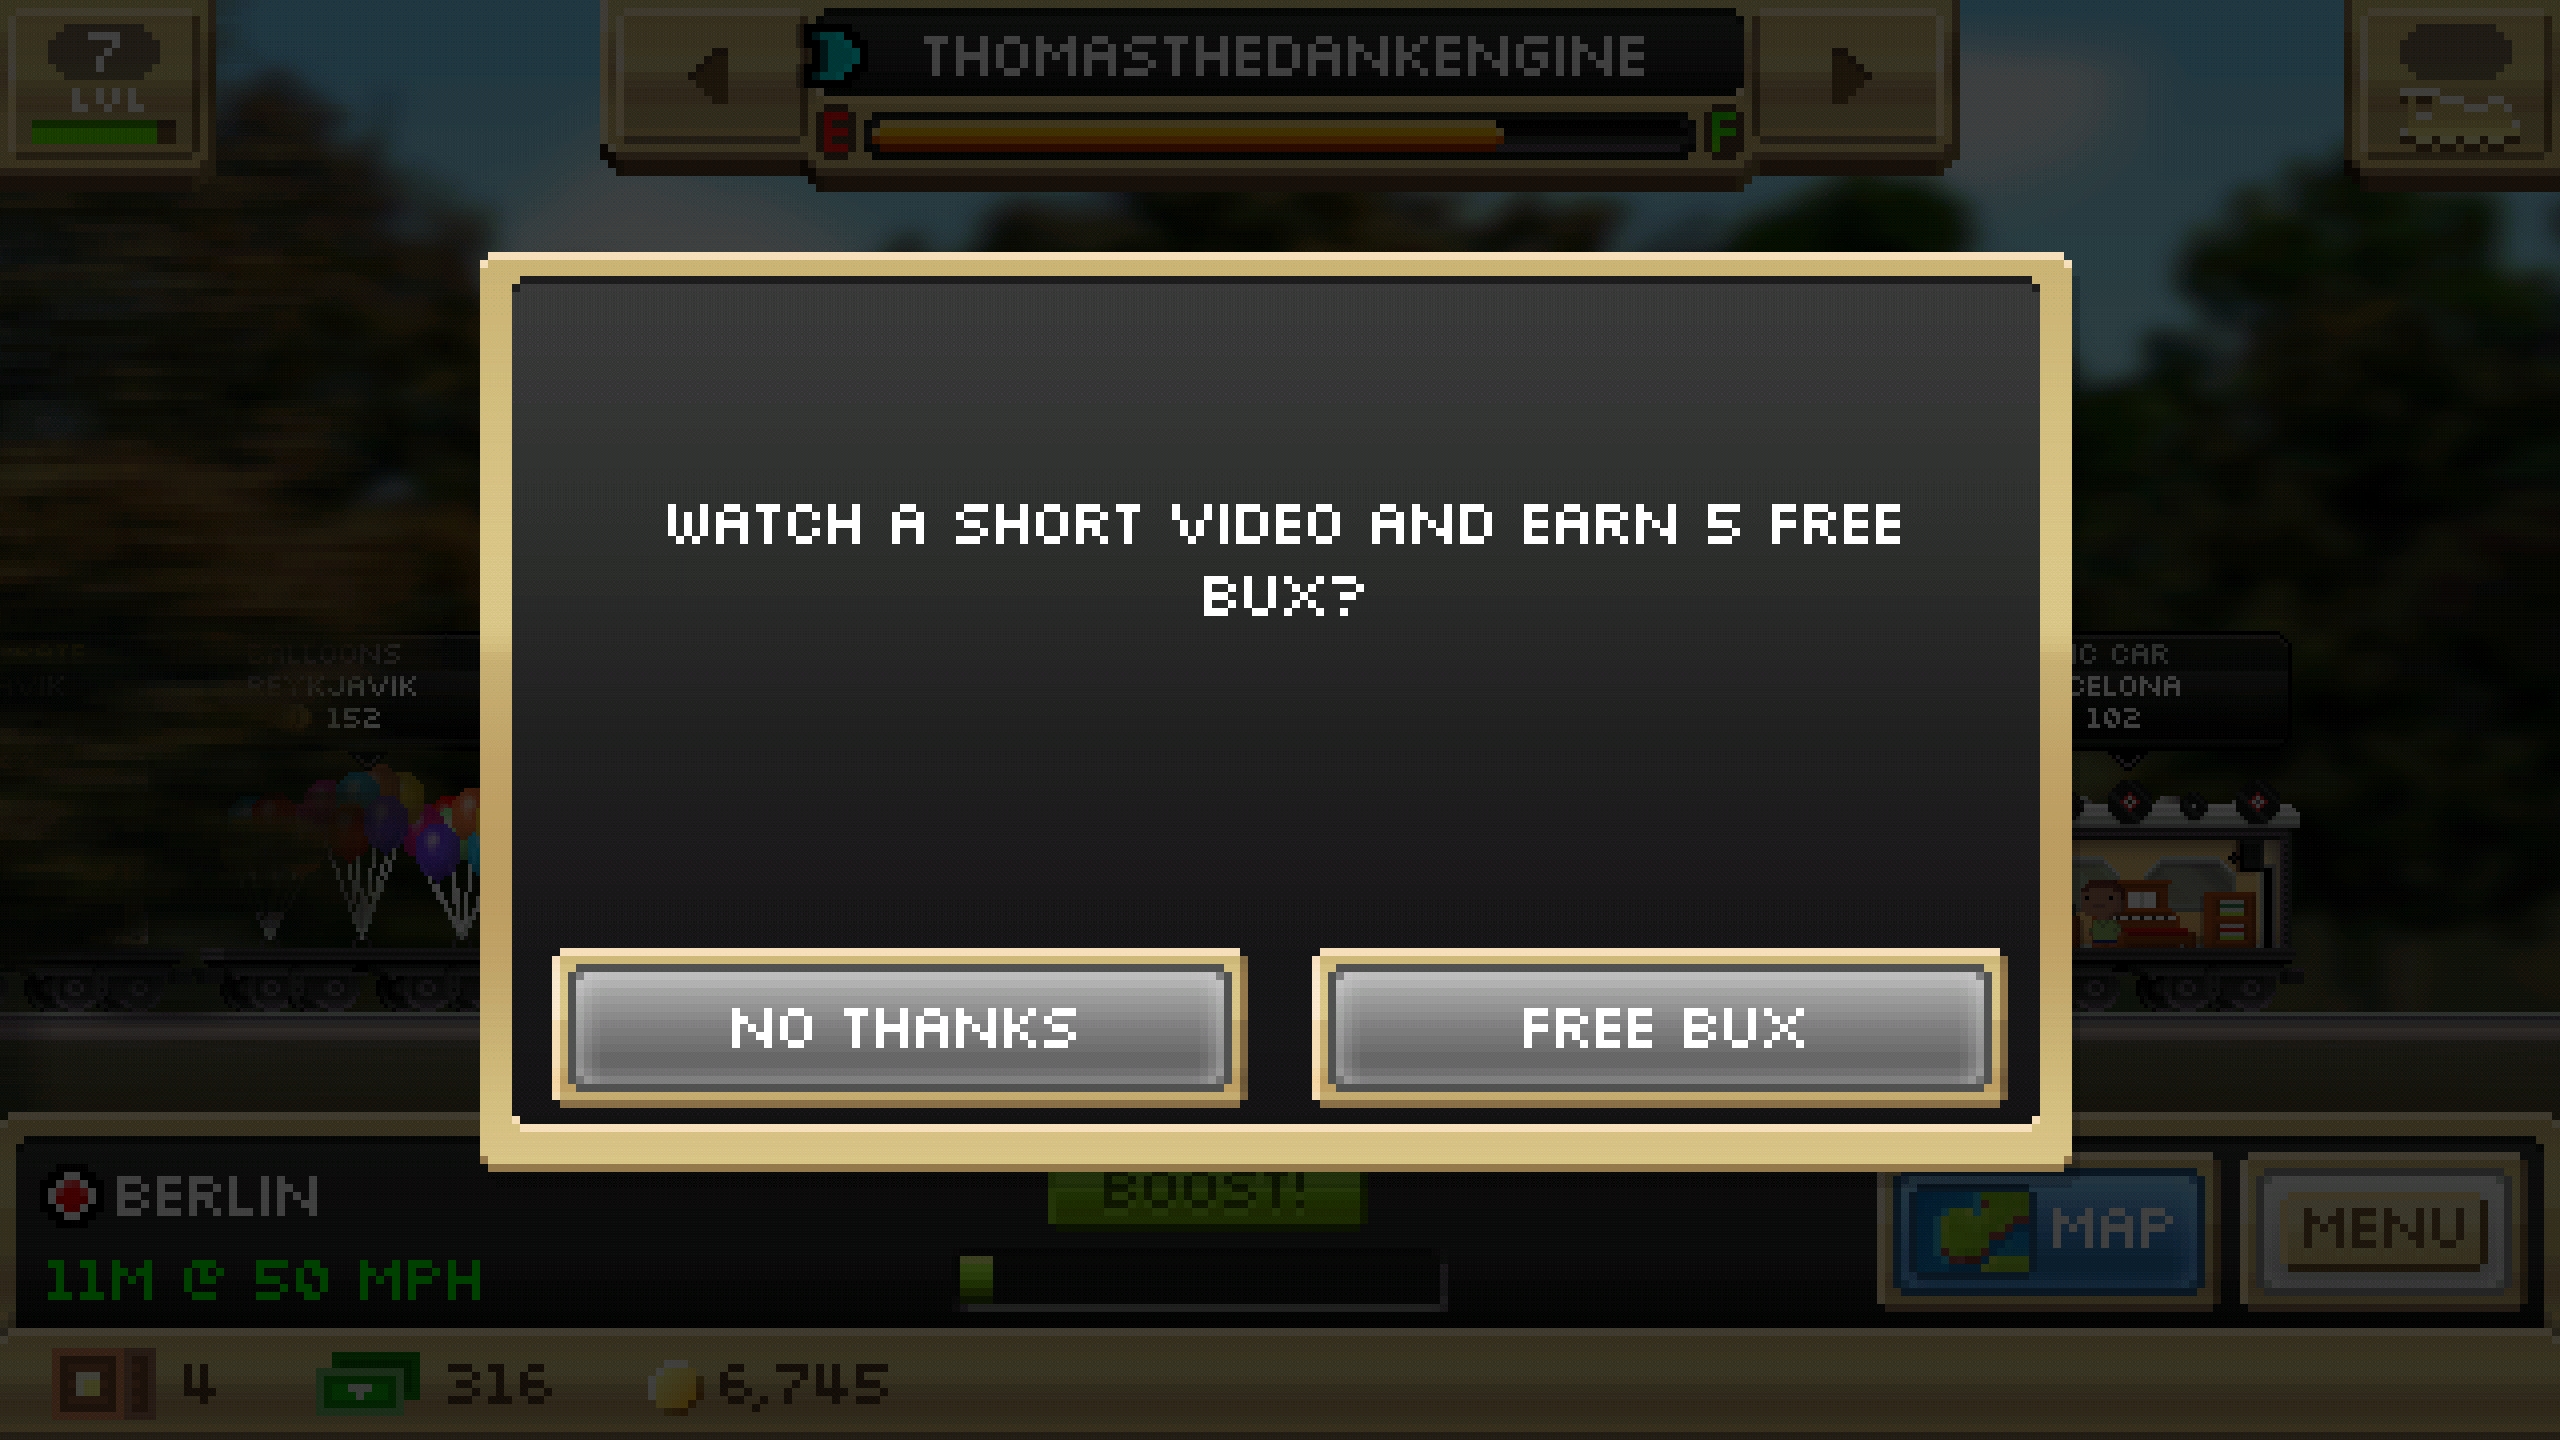 7
LVL
THOMASTHEDANKENGINE
E
F
WATCH A SHORT VIDEO AND EARN 5 FREE
BUX?
BALLOONS
REYKJAVIK
152
CAR
102
NO THANKS
FREE BUX
BERLIN
11M @ 50 MPH
BOOST!
MAP
MENU
4
316
6,745